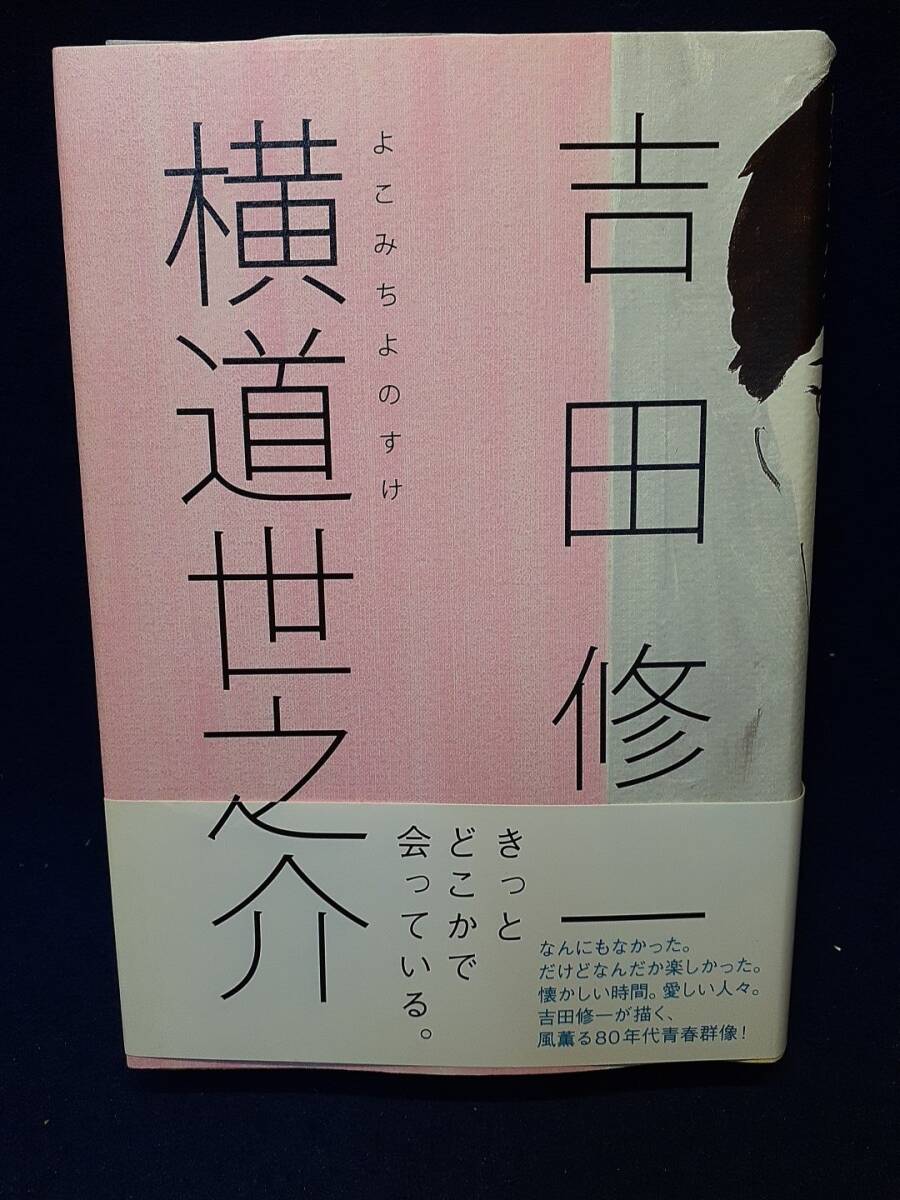 吉田修一
よこみちよのすけ
横道世之介
きっと
どこかで
会っている。
なんにもなかった。
だけどなんだか楽しかった。
懐かしい時間。愛しい人々。
吉田修一が描く、
風薫る80年代青春群像!